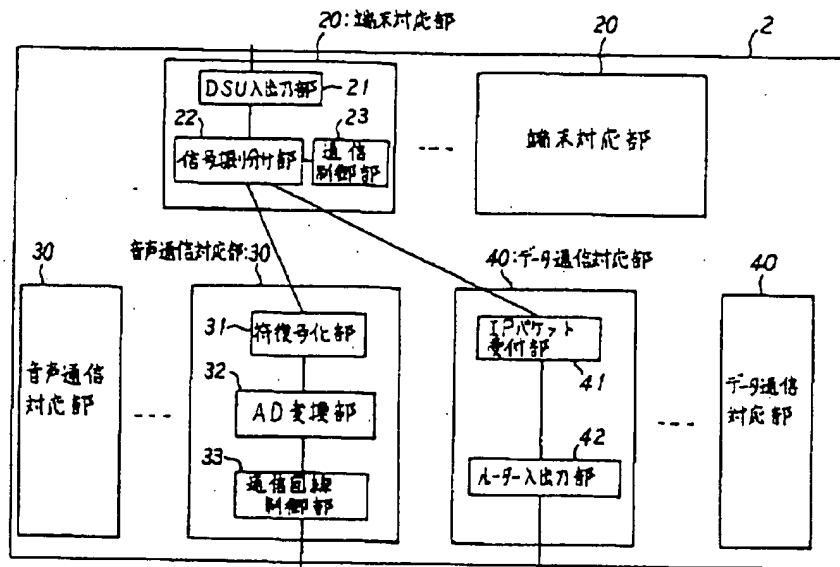 20:端末対応部
20
2
DSU入出力部
21
22
23
信号振り分け部
通信
制御部
---
端末対応部
30
音声通信対応部:30
40:データ通信対応部
40
音声通信
対応部
---
31
符復号化部
32
AD変換部
33
通信回線
制御部
IPパケット
受付部
41
42
ルーター入出力部
---
データ通信
対応部